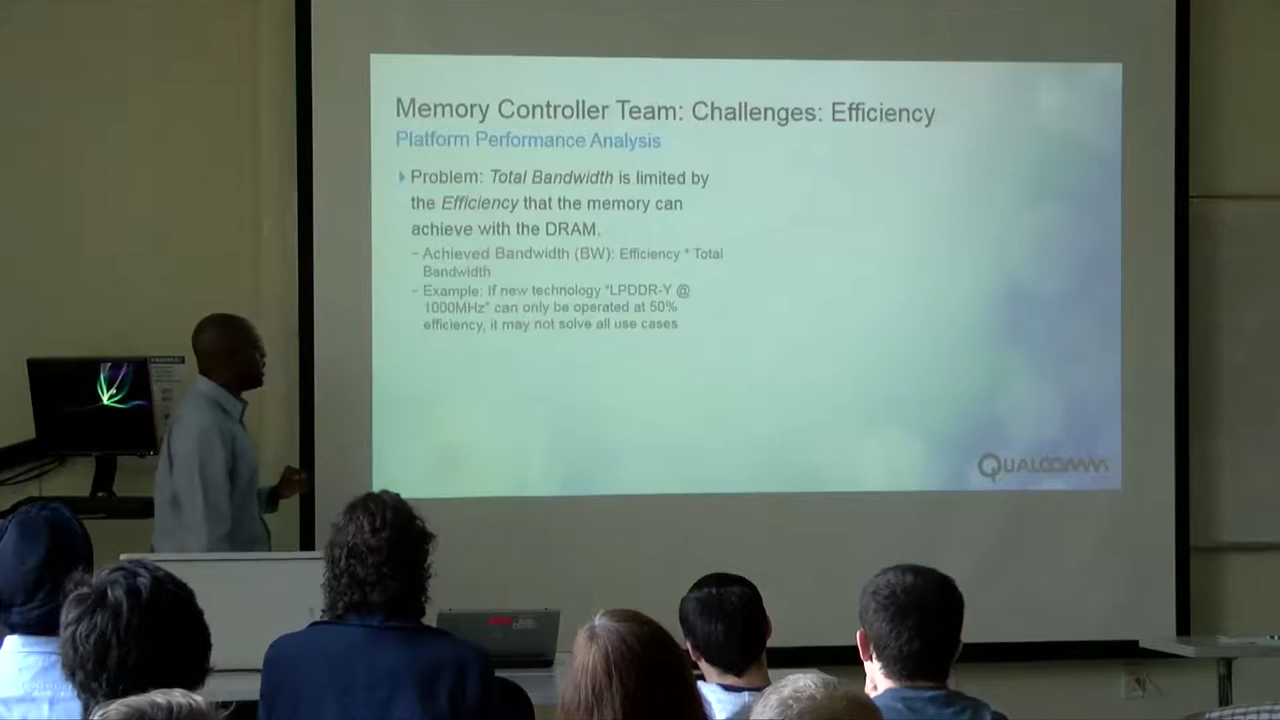 Memory Controller Team: Challenges: Efficiency
Platform Performance Analysis
Problem: Total Bandwidth is limited by
the Efficiency that the memory can
achieve with the DRAM.
– Achieved Bandwidth (BW): Efficiency * Total
Bandwidth
– Example: If new technology "LPDDR-Y @
1000MHz" can only be operated at 50%
efficiency, it may not solve all use cases
QUALCOMM